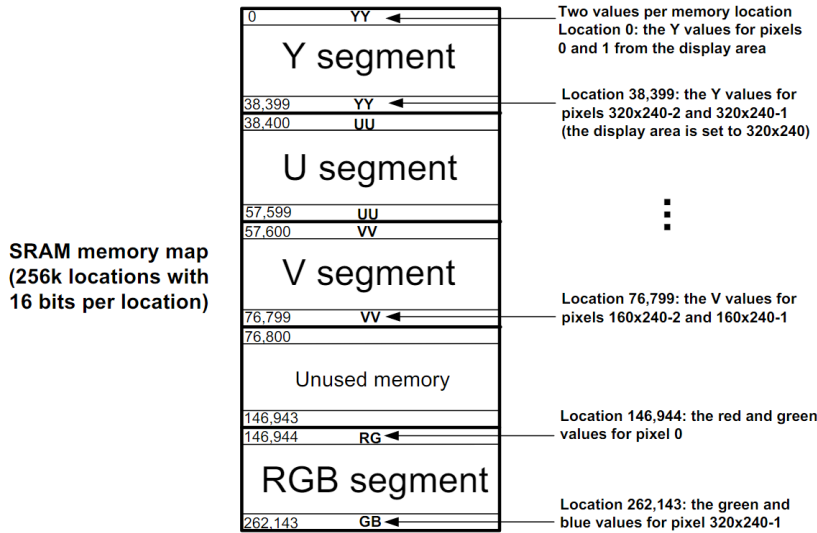 SRAM memory map
(256k locations with
16 bits per location)
0 YY
Y segment
38,399 YY
38,400 UU
U segment
57,599 UU
57,600 VV
V segment
76,799 VV
76,800
Unused memory
146,943
146,944 RG
RGB segment
262,143 GB
Two values per memory location
Location 0: the Y values for pixels
0 and 1 from the display area
Location 38,399: the Y values for
pixels 320x240-2 and 320x240-1
(the display area is set to 320x240)
Location 76,799: the V values for
pixels 160x240-2 and 160x240-1
Location 146,944: the red and green
values for pixel 0
Location 262,143: the green and
blue values for pixel 320x240-1